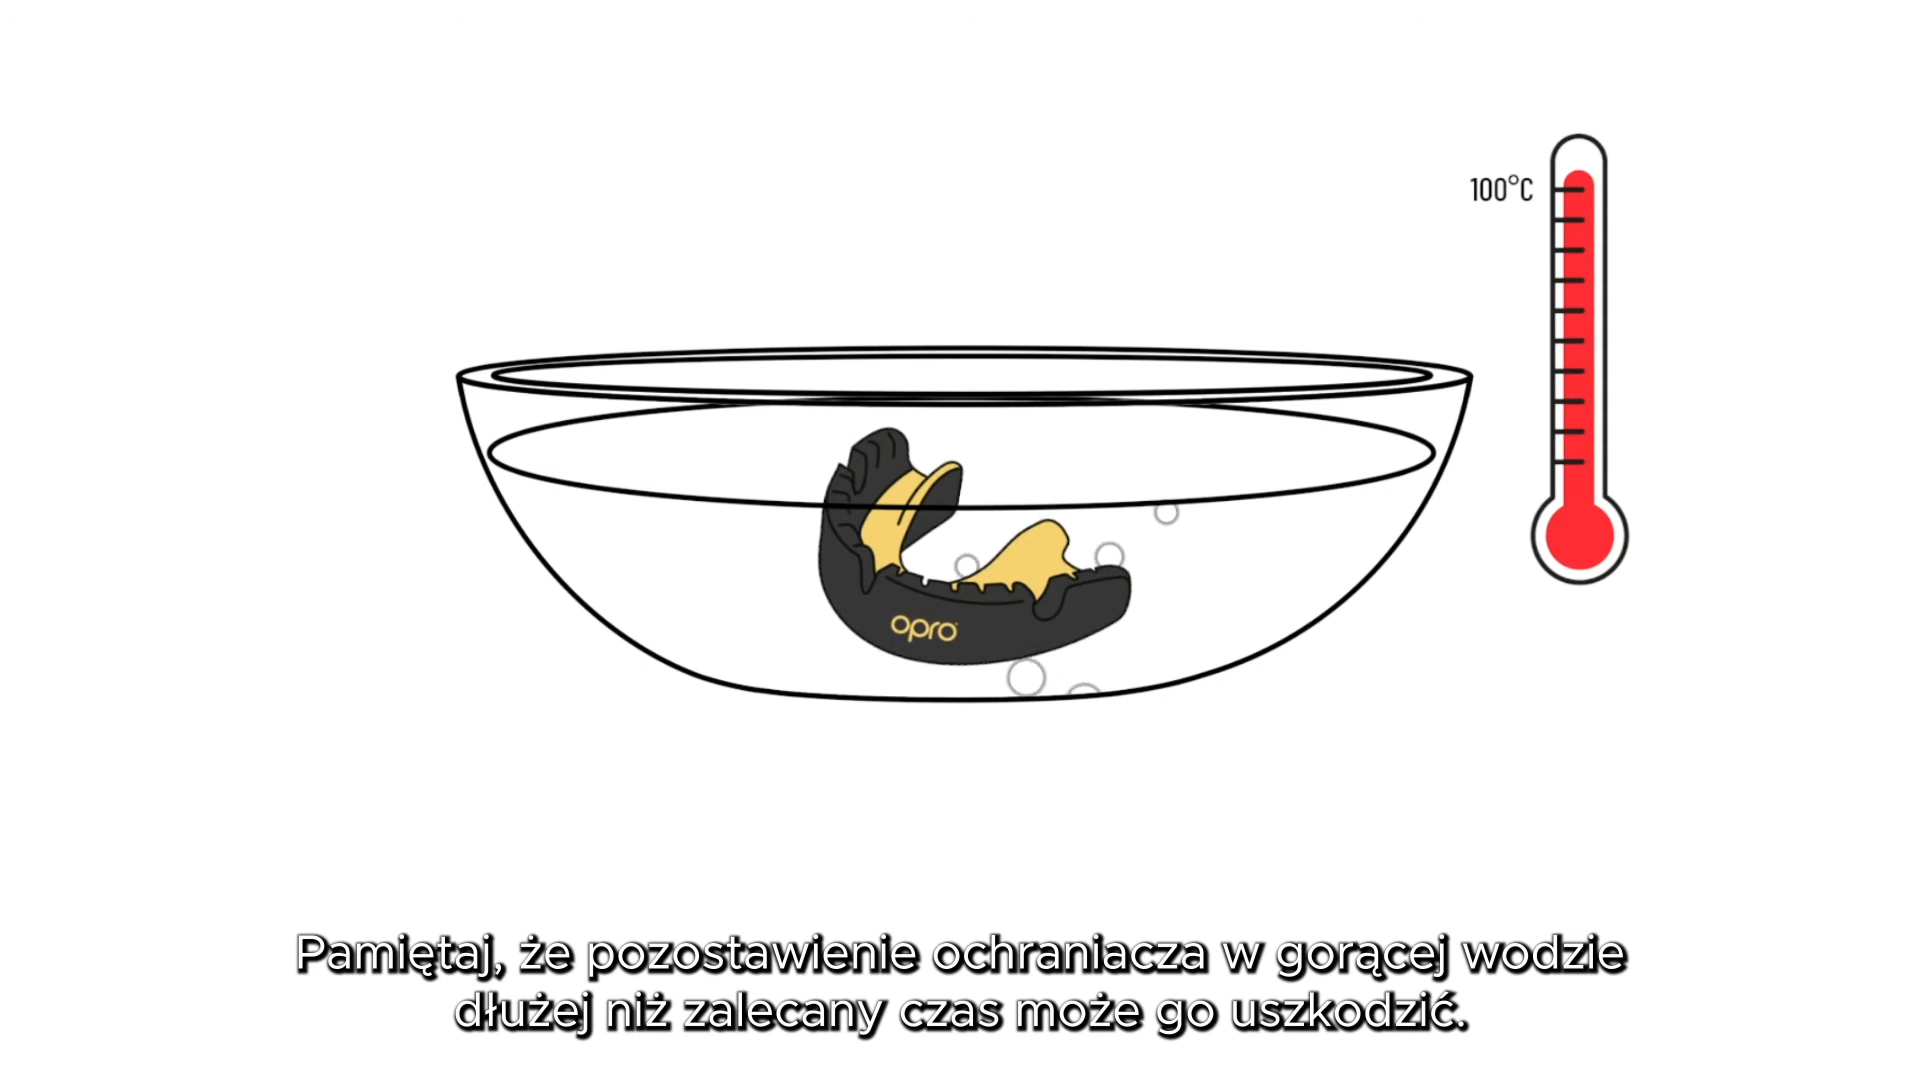 100°C
opro
Pamiętaj, że pozostawienie ochraniacza w gorącej wodzie
dłużej niż zalecany czas może go uszkodzić.